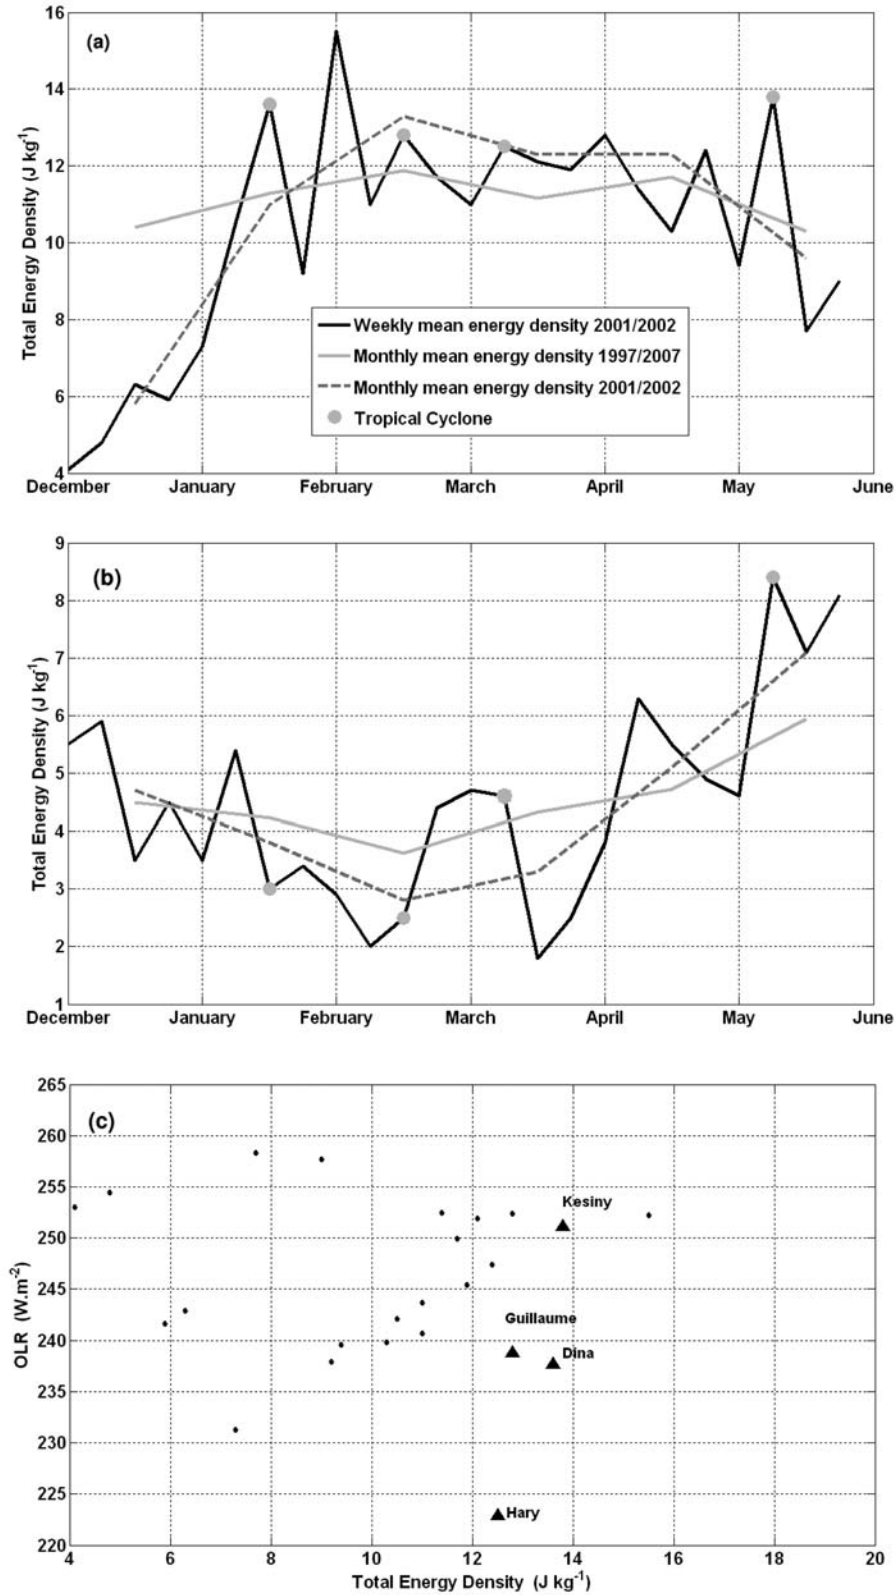 (a)
Total Energy Density (J kg-1)
16
14
12
10
8
6
4
Weekly mean energy density 2001/2002
Monthly mean energy density 1997/2007
Monthly mean energy density 2001/2002
Tropical Cyclone
December January February March April May June
(b)
Total Energy Density (J kg-1)
9
8
7
6
5
4
3
2
1
December January February March April May June
(c)
OLR (W.m-2)
265
260
255
250
245
240
235
230
225
220
Kesiny
Guillaume
Dina
Hary
4 6 8 10 12 14 16 18 20
Total Energy Density (J kg-1)